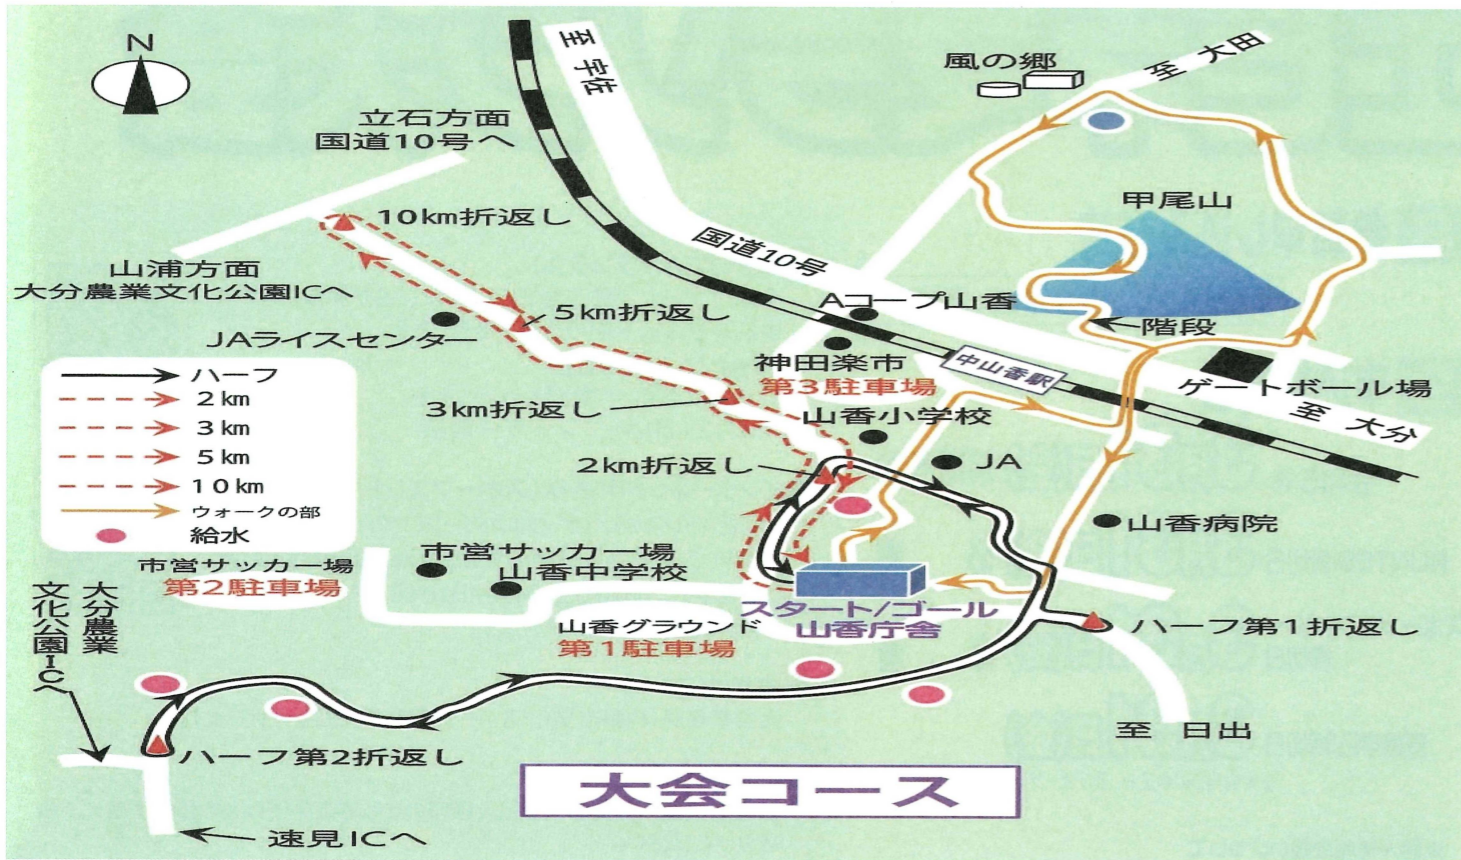 N
立石方面
国道10号へ
至 宇佐
風の郷
至 大田
10km折返し
甲尾山
山浦方面
大分農業文化公園ICへ
国道10号
5km折返し
Aコープ山香
階段
JAライスセンター
神田楽市
第3駐車場
中山香駅
ゲートボール場
至 大分
ハーフ
2km
3km
5km
10km
ウォークの部
給水
3km折返し
山香小学校
2km折返し
JA
山香病院
市営サッカー場
第2駐車場
市営サッカー場
山香中学校
スタート/ゴール
山香庁舎
山香グラウンド
第1駐車場
ハーフ第1折返し
大分農業
文化公園ICへ
至 日出
ハーフ第2折返し
大会コース
速見ICへ